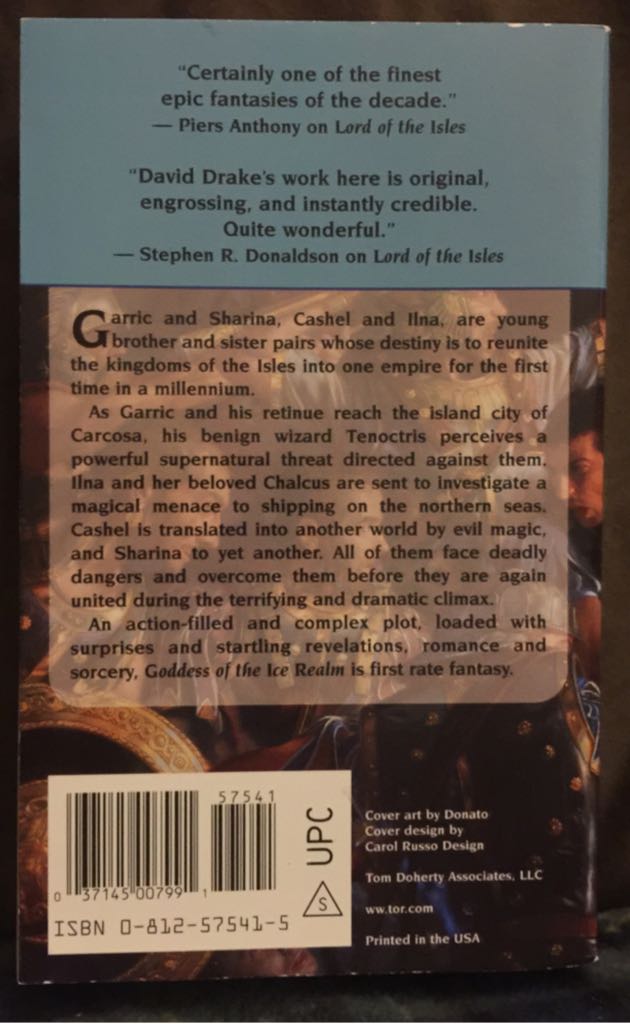 "Certainly one of the finest
epic fantasies of the decade."
— Piers Anthony on Lord of the Isles
"David Drake's work here is original,
engrossing, and instantly credible.
Quite wonderful."
— Stephen R. Donaldson on Lord of the Isles
Garric and Sharina, Cashel and Ilna, are young
brother and sister pairs whose destiny is to reunite
the kingdoms of the Isles into one empire for the first
time in a millennium.
As Garric and his retinue reach the island city of
Carcosa, his benign wizard Tenoctris perceives a
powerful supernatural threat directed against them.
Ilna and her beloved Chalcus are sent to investigate a
magical menace to shipping on the northern seas.
Cashel is translated into another world by evil magic,
and Sharina to yet another. All of them face deadly
dangers and overcome them before they are again
united during the terrifying and dramatic climax.
An action-filled and complex plot, loaded with
surprises and startling revelations, romance and
sorcery, Goddess of the Ice Realm is first rate fantasy.
57541
0 37145 00799 1
UPC
S
ISBN 0-812-57541-5
Cover art by Donato
Cover design by
Carol Russo Design
Tom Doherty Associates, LLC
ww.tor.com
Printed in the USA